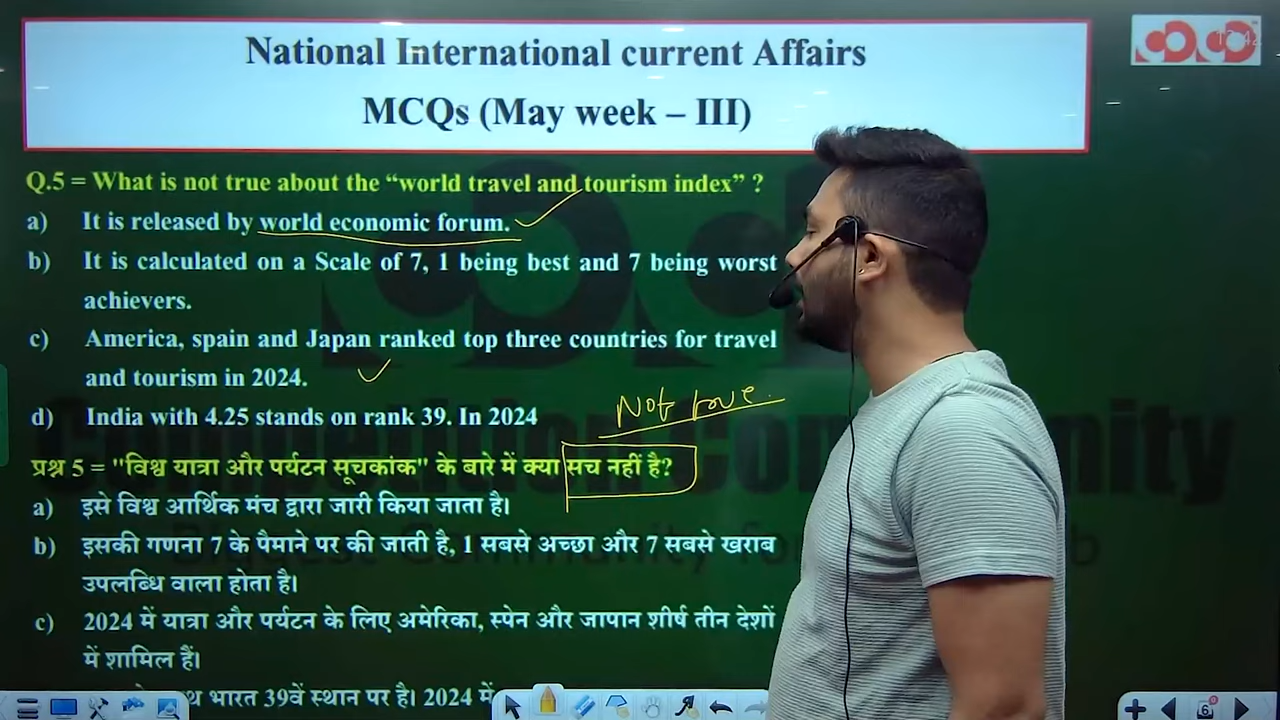 National International current Affairs
MCQs (May week – III)
Q.5 = What is not true about the “world travel and tourism index” ?
a) It is released by world economic forum.
b) It is calculated on a Scale of 7, 1 being best and 7 being worst
achievers.
c) America, spain and Japan ranked top three countries for travel
and tourism in 2024.
Not true.
d) India with 4.25 stands on rank 39. In 2024
प्रश्न 5 = "विश्व यात्रा और पर्यटन सूचकांक" के बारे में क्या सच नहीं है?
a) इसे विश्व आर्थिक मंच द्वारा जारी किया जाता है।
b) इसकी गणना 7 के पैमाने पर की जाती है, 1 सबसे अच्छा और 7 सबसे खराब
उपलब्धि वाला होता है।
c) 2024 में यात्रा और पर्यटन के लिए अमेरिका, स्पेन और जापान शीर्ष तीन देशों
में शामिल हैं।
भारत 39वें स्थान पर है। 2024 में
6